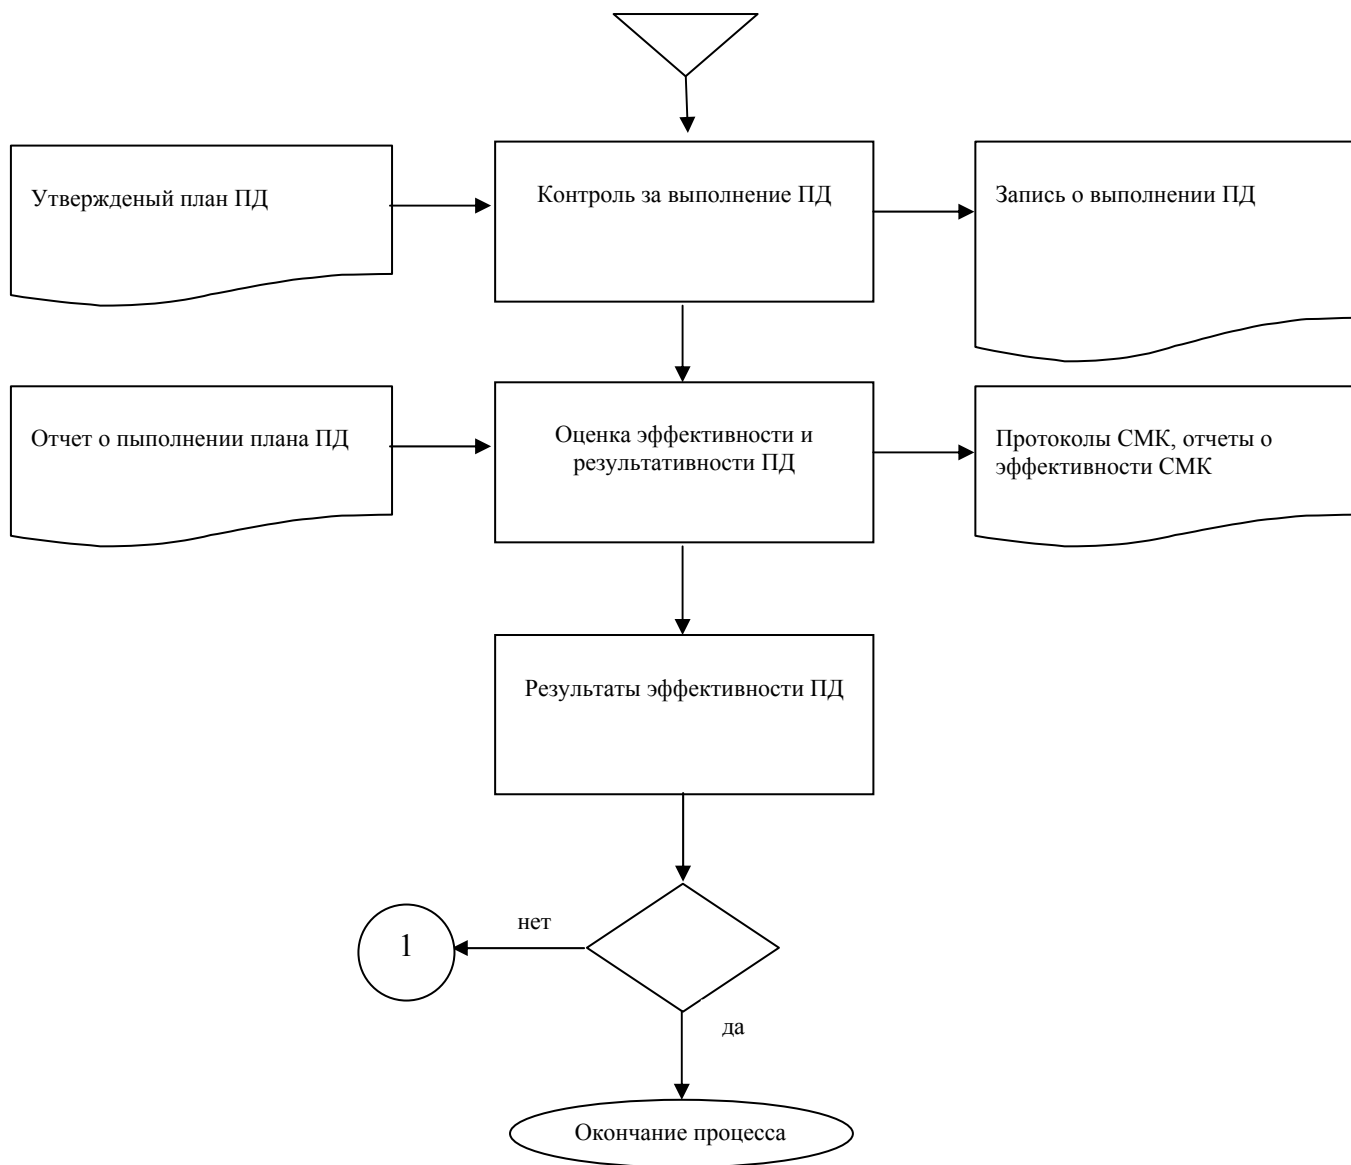 Утвержденый план ПД
Контроль за выполнение ПД
Запись о выполнении ПД
Отчет о пыполнении плана ПД
Оценка эффективности и
результативности ПД
Протоколы СМК, отчеты о
эффективности СМК
Результаты эффективности ПД
нет
1
да
Окончание процесса